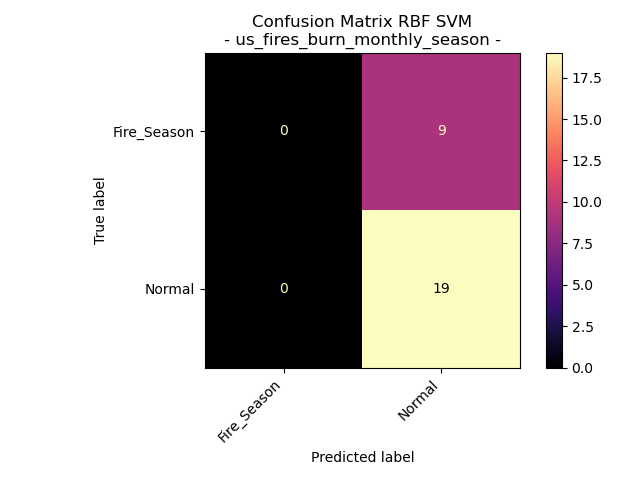 Confusion Matrix RBF SVM
- us_fires_burn_monthly_season -
True label
Fire_Season
0
9
Normal
0
19
Fire_Season
Normal
Predicted label
17.5
15.0
12.5
10.0
7.5
5.0
2.5
0.0